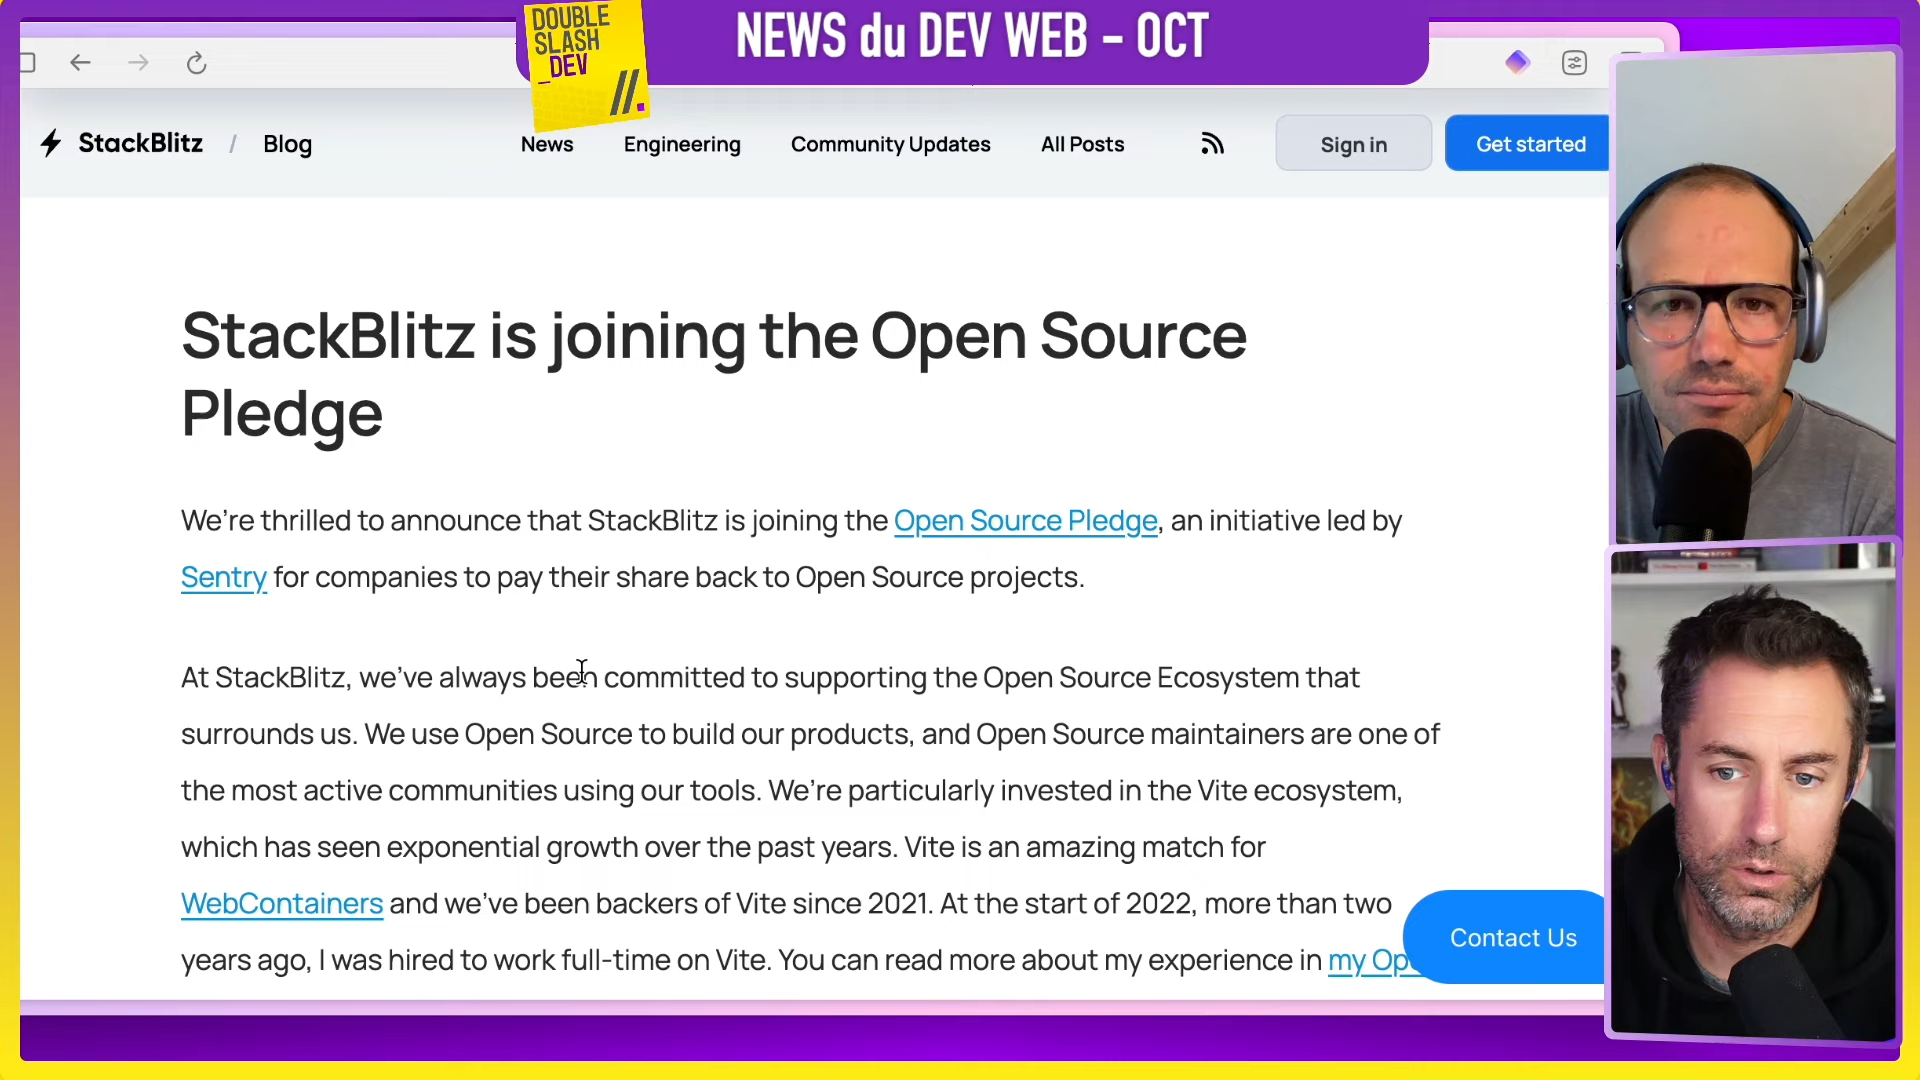 DOUBLE
SLASH
_DEV
//.
NEWS du DEV WEB - OCT
StackBlitz / Blog
News
Engineering
Community Updates
All Posts
Sign in
Get started
StackBlitz is joining the Open Source
Pledge
We're thrilled to announce that StackBlitz is joining the Open Source Pledge, an initiative led by
Sentry for companies to pay their share back to Open Source projects.
At StackBlitz, we've always been committed to supporting the Open Source Ecosystem that
surrounds us. We use Open Source to build our products, and Open Source maintainers are one of
the most active communities using our tools. We're particularly invested in the Vite ecosystem,
which has seen exponential growth over the past years. Vite is an amazing match for
WebContainers and we've been backers of Vite since 2021. At the start of 2022, more than two
years ago, I was hired to work full-time on Vite. You can read more about my experience in my Op
Contact Us